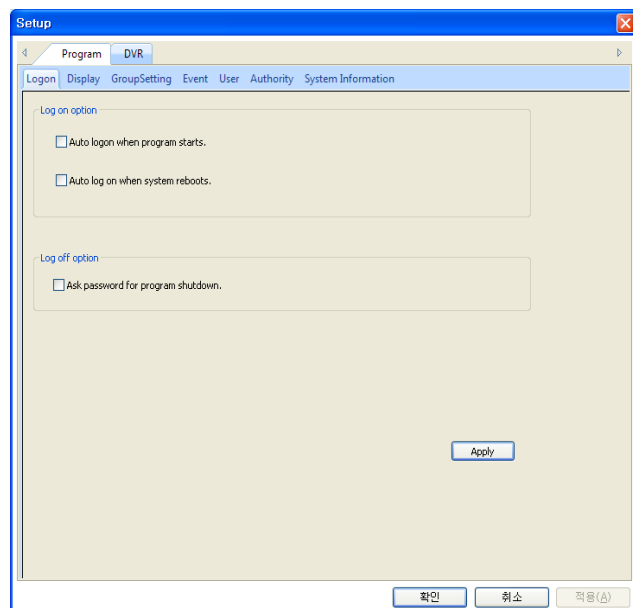 Setup
Program DVR
Logon Display GroupSetting Event User Authority System Information
Log on option
Auto logon when program starts.
Auto log on when system reboots.
Log off option
Ask password for program shutdown.
Apply
확인 취소 적용(A)